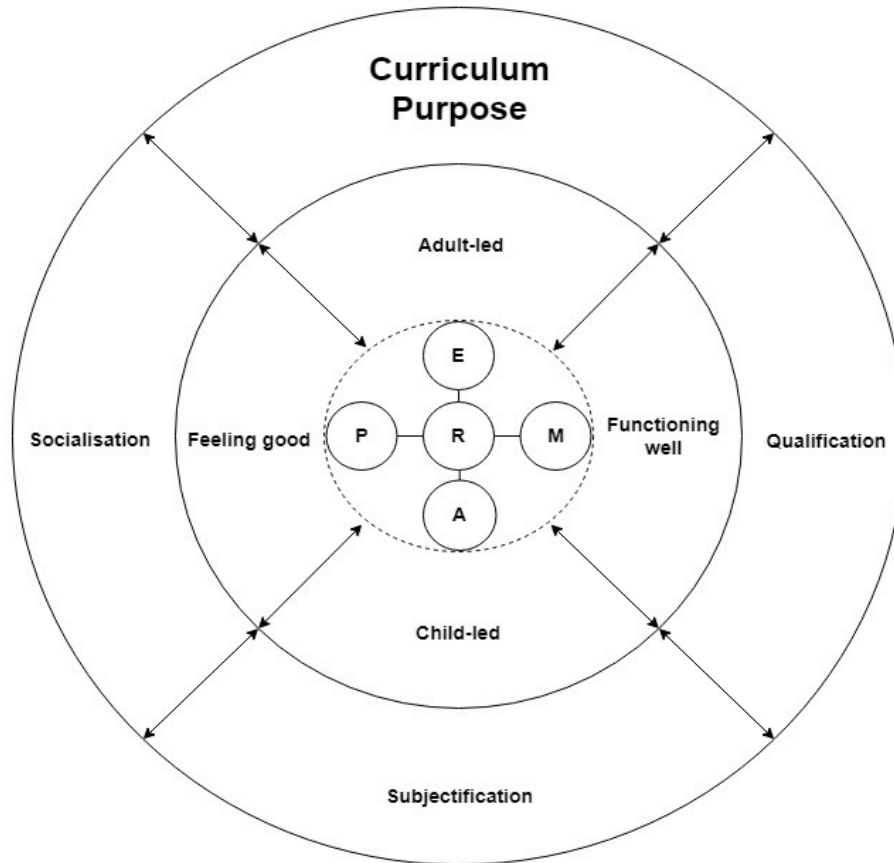 Curriculum
Purpose
Adult-led
E
Socialisation
Feeling good
P
R
M
Functioning
well
Qualification
A
Child-led
Subjectification